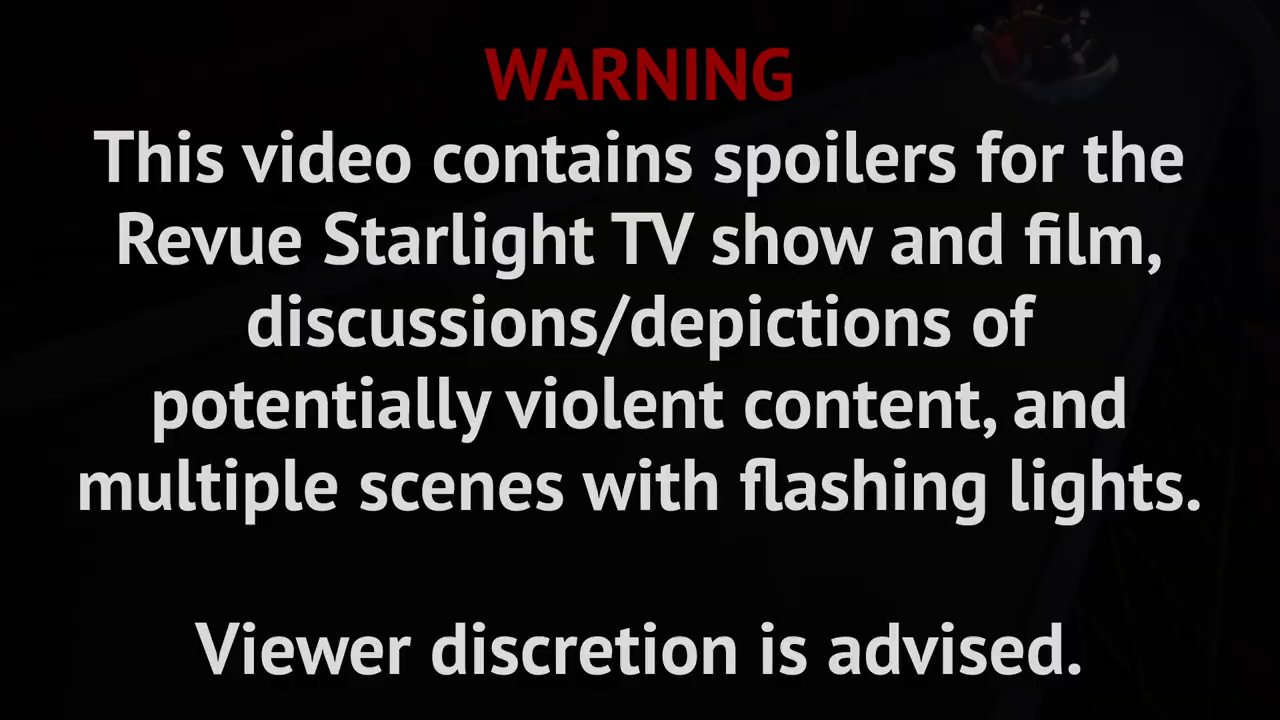 WARNING
This video contains spoilers for the
Revue Starlight TV show and film,
discussions/depictions of
potentially violent content, and
multiple scenes with flashing lights.
Viewer discretion is advised.